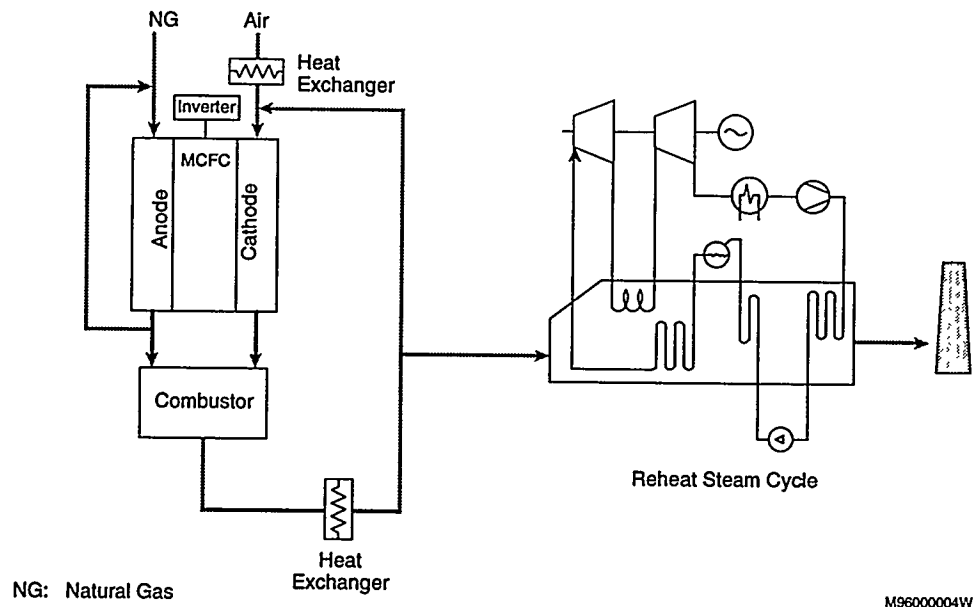 NG
Air
Heat
Exchanger
Inverter
MCFC
Anode
Cathode
Combustor
Heat
Exchanger
Reheat Steam Cycle
NG: Natural Gas
M96000004W